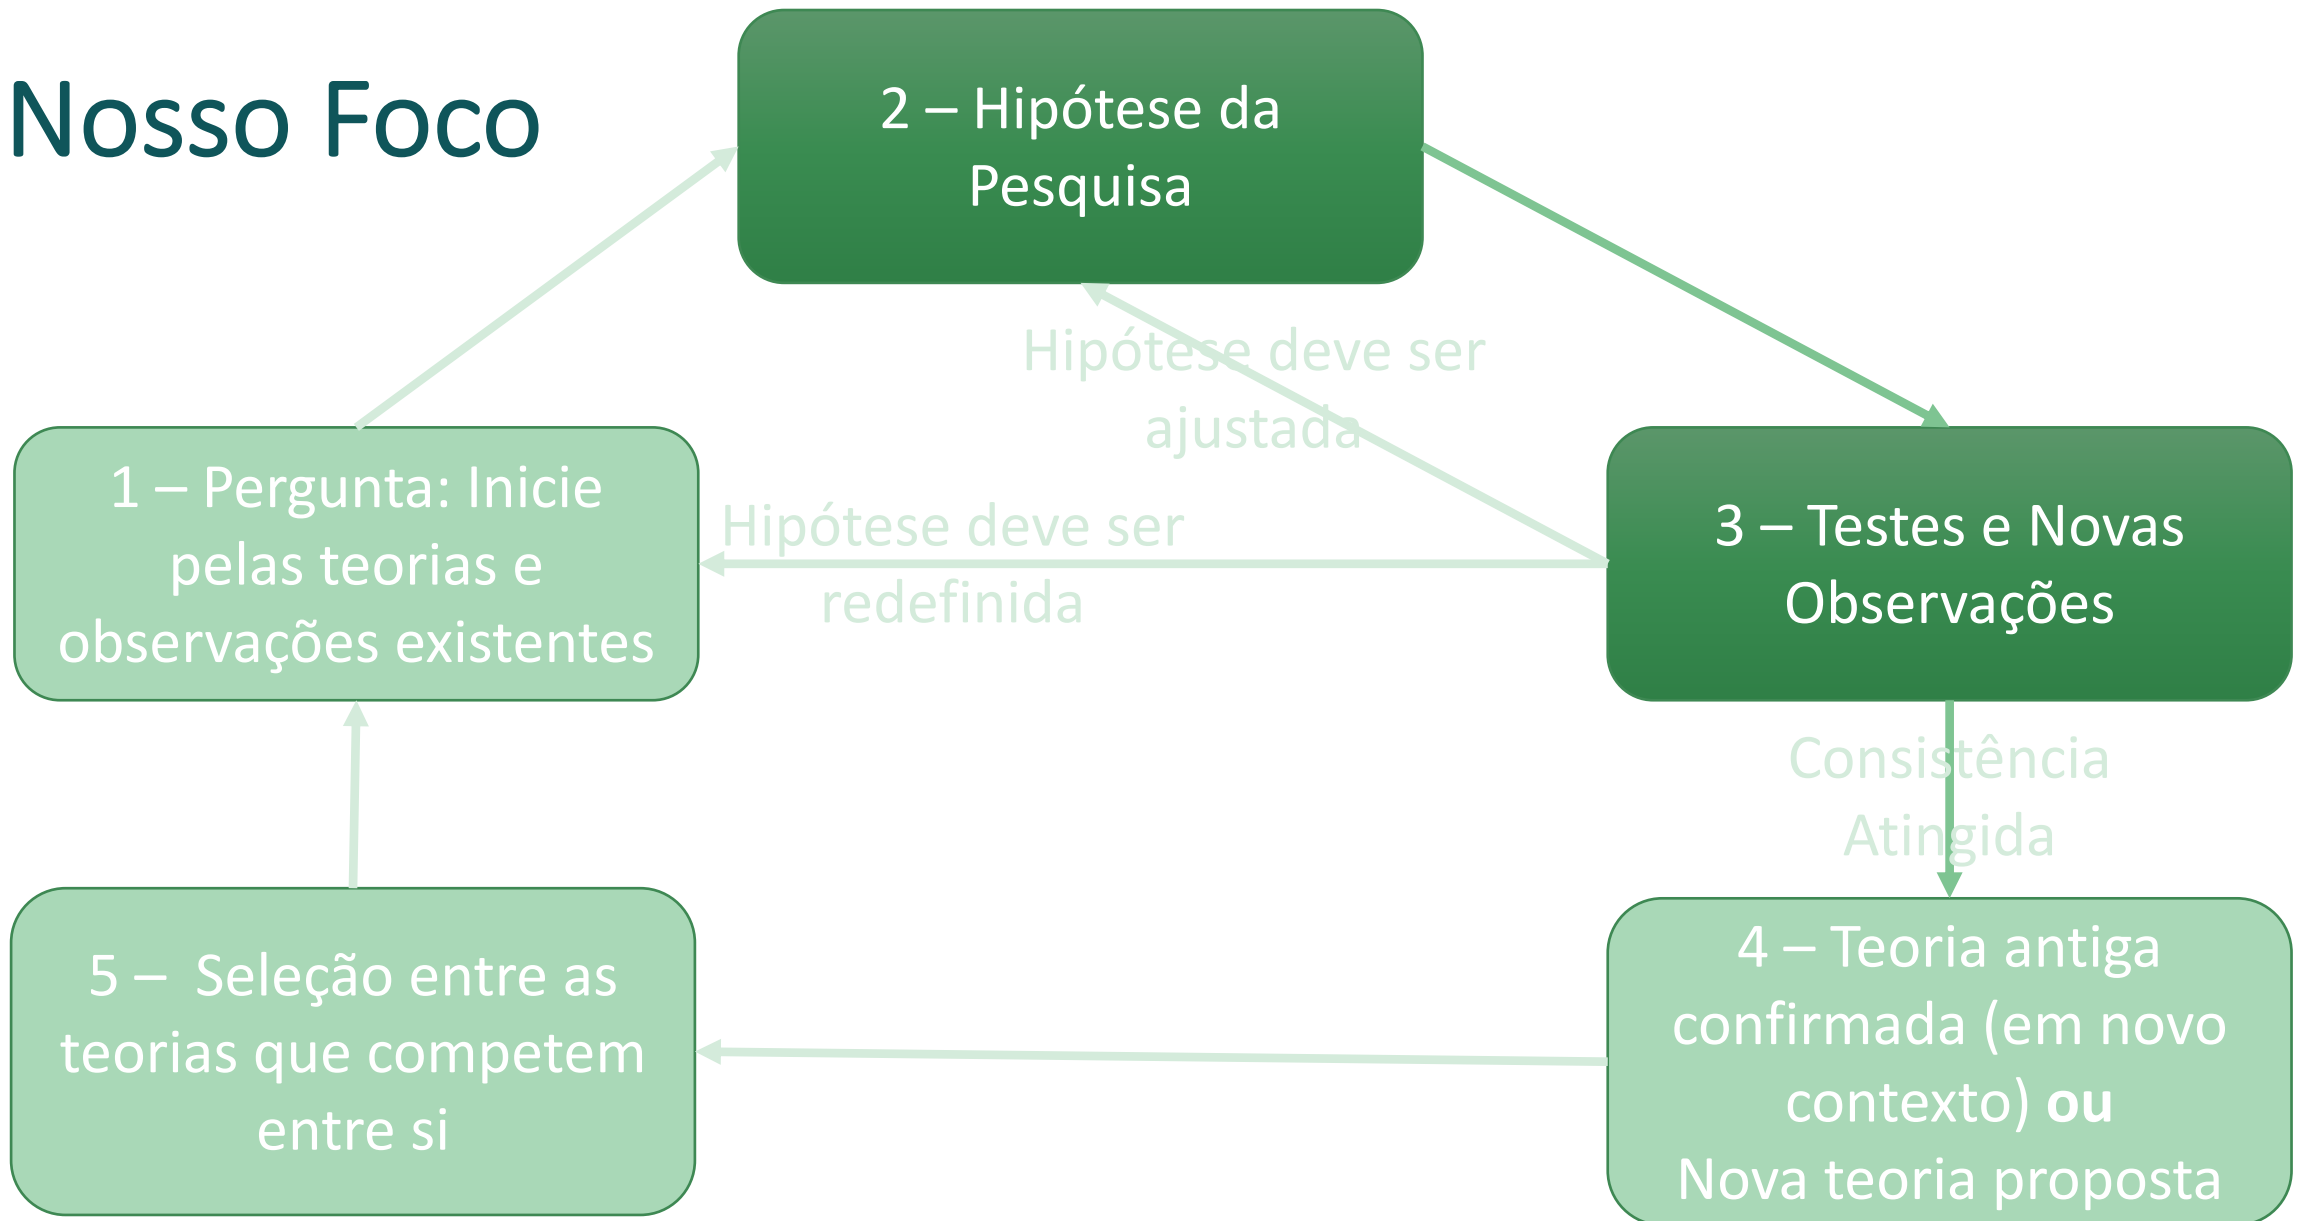 Nosso Foco
2 – Hipótese da
Pesquisa
Hipótese deve ser
ajustada
1 – Pergunta: Inicie
pelas teorias e
observações existentes
Hipótese deve ser
redefinida
3 – Testes e Novas
Observações
Consistência
Atingida
5 – Seleção entre as
teorias que competem
entre si
4 – Teoria antiga
confirmada (em novo
contexto) ou
Nova teoria proposta